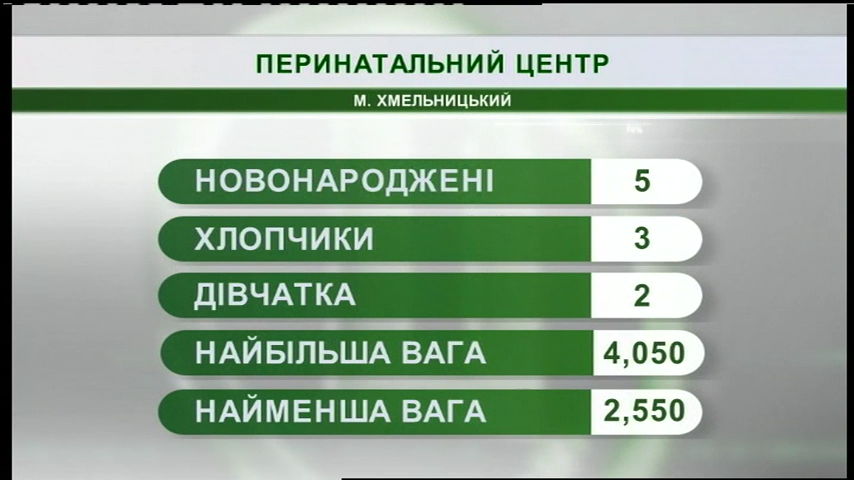 ПЕРИНАТАЛЬНИЙ ЦЕНТР
М. ХМЕЛЬНИЦЬКИЙ
НОВОНАРОДЖЕНІ 5
ХЛОПЧИКИ 3
ДІВЧАТКА 2
НАЙБІЛЬША ВАГА 4,050
НАЙМЕНША ВАГА 2,550